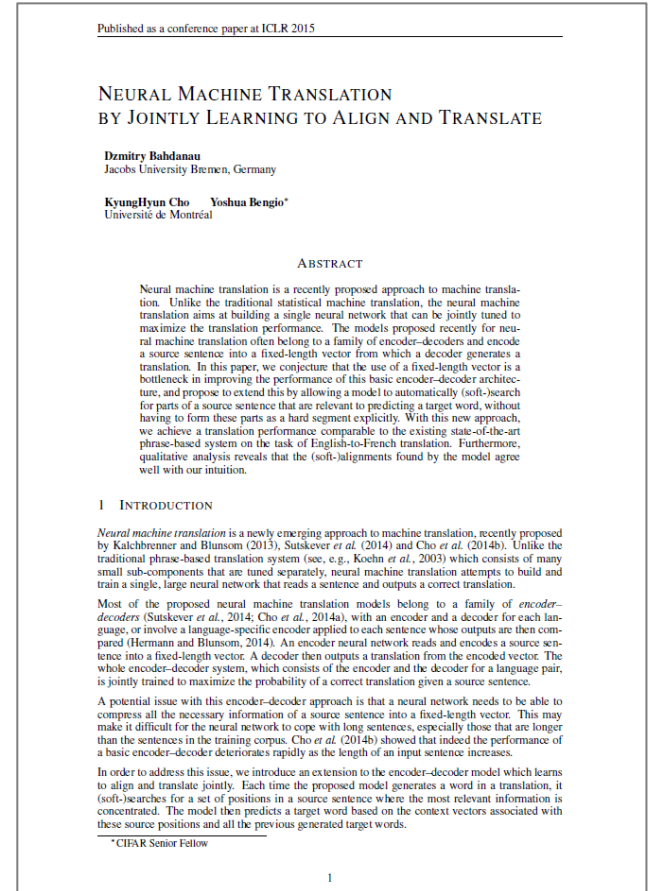 Published as a conference paper at ICLR 2015
NEURAL MACHINE TRANSLATION
BY JOINTLY LEARNING TO ALIGN AND TRANSLATE
Dzmitry Bahdanau
Jacobs University Bremen, Germany
KyungHyun Cho Yoshua Bengio*
Université de Montréal
ABSTRACT
Neural machine translation is a recently proposed approach to machine transla-
tion. Unlike the traditional statistical machine translation, the neural machine
translation aims at building a single neural network that can be jointly tuned to
maximize the translation performance. The models proposed recently for neu-
ral machine translation often belong to a family of encoder–decoders and encode
a source sentence into a fixed-length vector from which a decoder generates a
translation. In this paper, we conjecture that the use of a fixed-length vector is a
bottleneck in improving the performance of this basic encoder–decoder architec-
ture, and propose to extend this by allowing a model to automatically (soft-)search
for parts of a source sentence that are relevant to predicting a target word, without
having to form these parts as a hard segment explicitly. With this new approach,
we achieve a translation performance comparable to the existing state-of-the-art
phrase-based system on the task of English-to-French translation. Furthermore,
qualitative analysis reveals that the (soft-)alignments found by the model agree
well with our intuition.
1 INTRODUCTION
Neural machine translation is a newly emerging approach to machine translation, recently proposed
by Kalchbrenner and Blunsom (2013), Sutskever et al. (2014) and Cho et al. (2014b). Unlike the
traditional phrase-based translation system (see, e.g., Koehn et al., 2003) which consists of many
small sub-components that are tuned separately, neural machine translation attempts to build and
train a single, large neural network that reads a sentence and outputs a correct translation.
Most of the proposed neural machine translation models belong to a family of encoder–
decoders (Sutskever et al., 2014; Cho et al., 2014a), with an encoder and a decoder for each lan-
guage, or involve a language-specific encoder applied to each sentence whose outputs are then com-
pared (Hermann and Blunsom, 2014). An encoder neural network reads and encodes a source sen-
tence into a fixed-length vector. A decoder then outputs a translation from the encoded vector. The
whole encoder–decoder system, which consists of the encoder and the decoder for a language pair,
is jointly trained to maximize the probability of a correct translation given a source sentence.
A potential issue with this encoder–decoder approach is that a neural network needs to be able to
compress all the necessary information of a source sentence into a fixed-length vector. This may
make it difficult for the neural network to cope with long sentences, especially those that are longer
than the sentences in the training corpus. Cho et al. (2014b) showed that indeed the performance of
a basic encoder–decoder deteriorates rapidly as the length of an input sentence increases.
In order to address this issue, we introduce an extension to the encoder–decoder model which learns
to align and translate jointly. Each time the proposed model generates a word in a translation, it
(soft-)searches for a set of positions in a source sentence where the most relevant information is
concentrated. The model then predicts a target word based on the context vectors associated with
these source positions and all the previous generated target words.
*CIFAR Senior Fellow
1